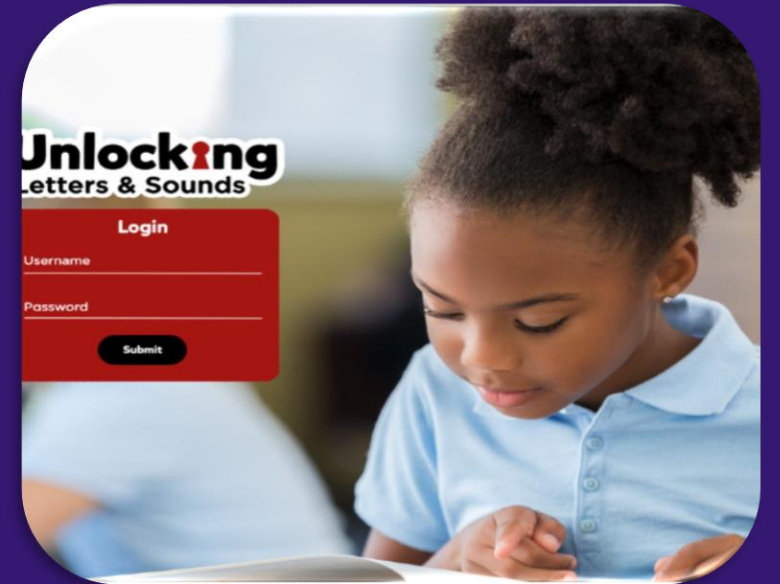 Unlocking
Letters & Sounds
Login
Username
Password
Submit